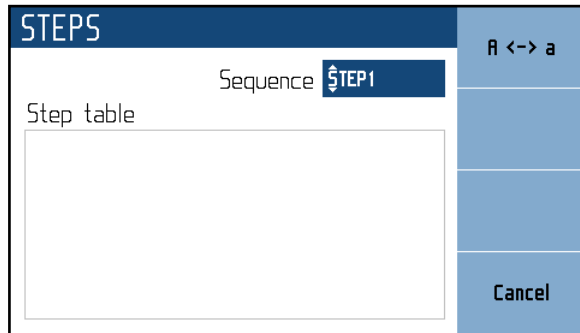 STEPS
A <-> a
Sequence STEP1
Step table
Cancel